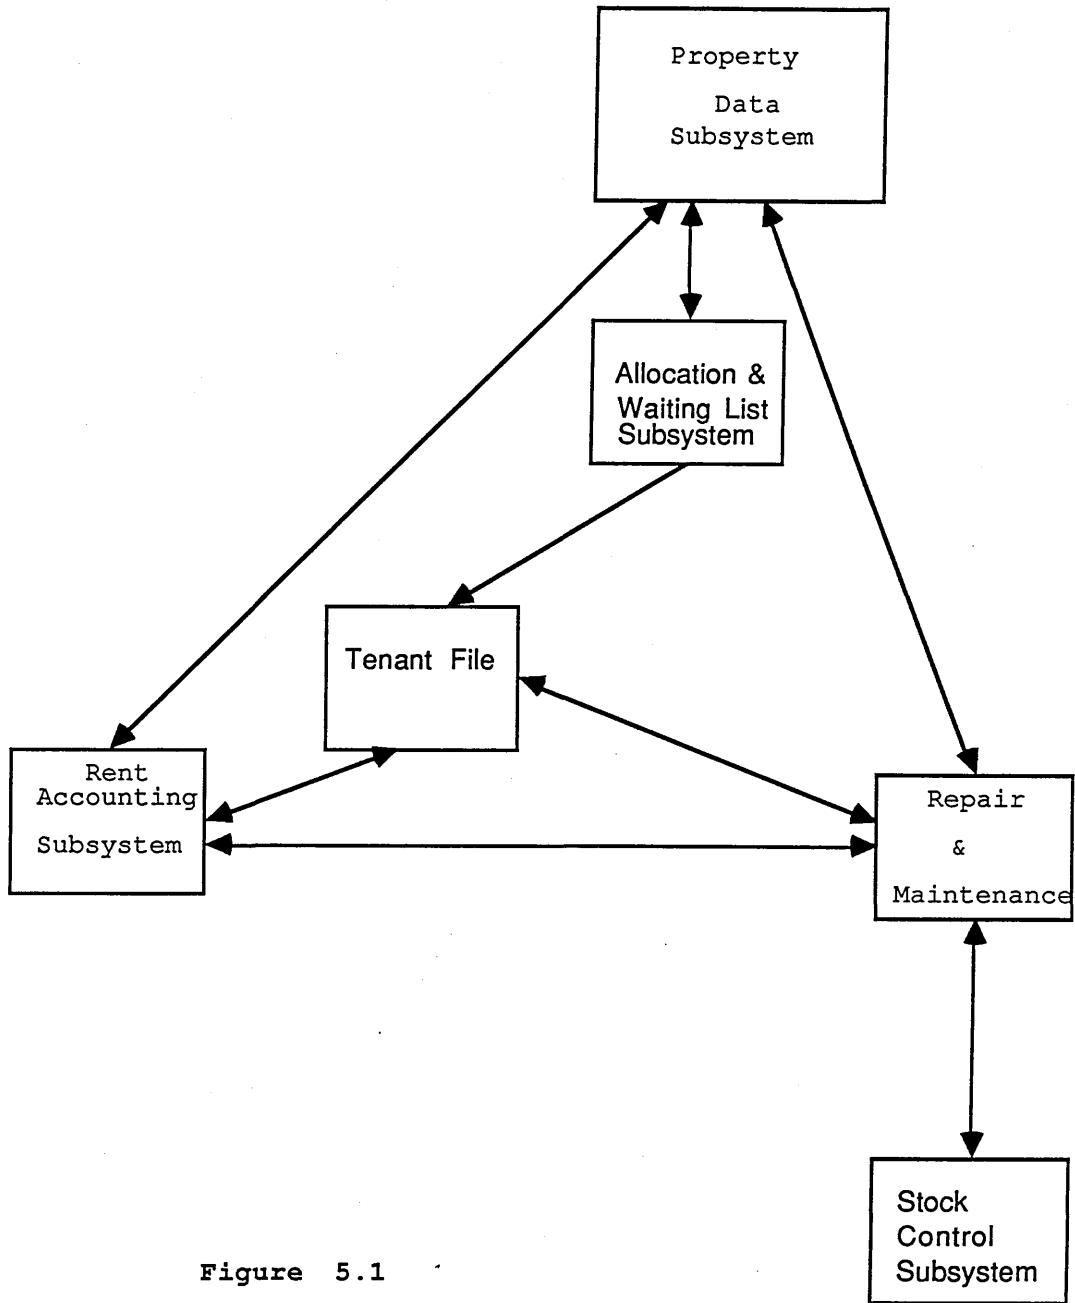 Property
Data
Subsystem
Allocation &
Waiting List
Subsystem
Tenant File
Rent
Accounting
Subsystem
Repair
&
Maintenance
Stock
Control
Subsystem
Figure 5.1